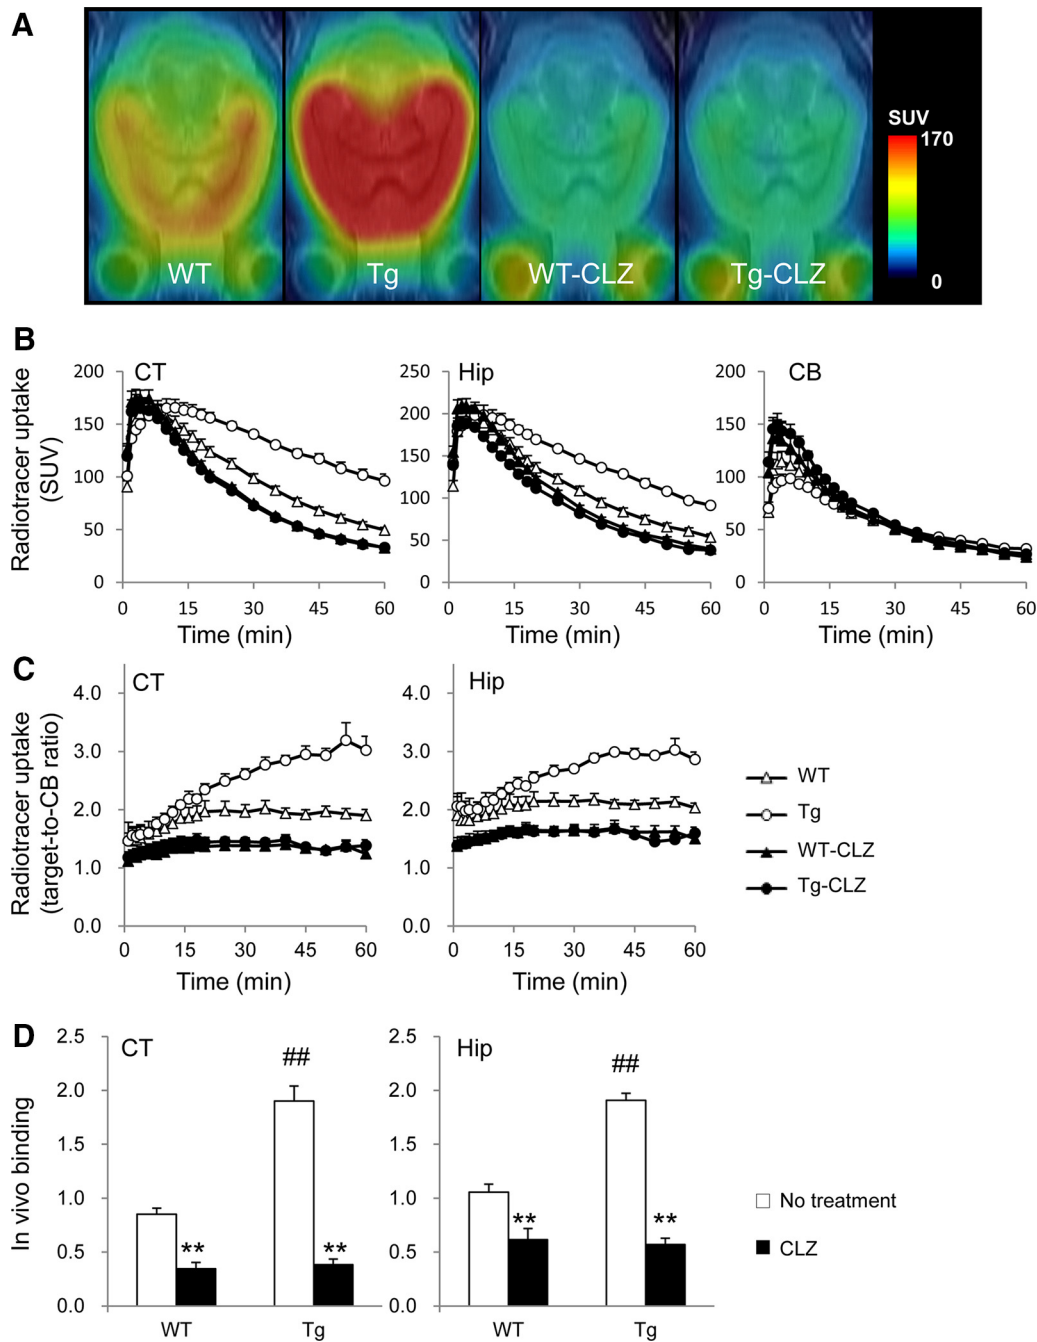 A
WT
Tg
WT-CLZ
Tg-CLZ
SUV
170
0
B
Radiotracer uptake
(SUV)
CT
200
150
100
50
0
0 15 30 45 60
Time (min)
Hip
250
200
150
100
50
0
0 15 30 45 60
Time (min)
CB
200
150
100
50
0
0 15 30 45 60
Time (min)
C
Radiotracer uptake
(target-to-CB ratio)
CT
4.0
3.0
2.0
1.0
0.0
0 15 30 45 60
Time (min)
Hip
4.0
3.0
2.0
1.0
0.0
0 15 30 45 60
Time (min)
WT
Tg
WT-CLZ
Tg-CLZ
D
In vivo binding
CT
2.5
2.0
1.5
1.0
0.5
0.0
##
**
**
WT Tg
Hip
2.5
2.0
1.5
1.0
0.5
0.0
##
**
**
WT Tg
No treatment
CLZ